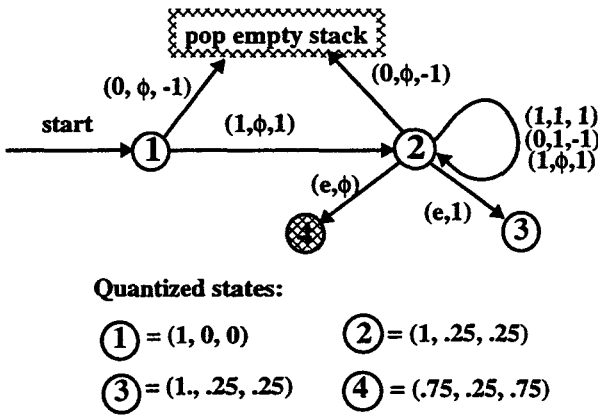 pop empty stack
(0, ϕ, -1)
(0,ϕ,-1)
start
(1,ϕ,1)
1
2
(1,1, 1)
(0,1,-1)
(1,ϕ,1)
(e,ϕ)
(e,1)
4
3
Quantized states:
1 = (1, 0, 0)
2 = (1, .25, .25)
3 = (1., .25, .25)
4 = (.75, .25, .75)